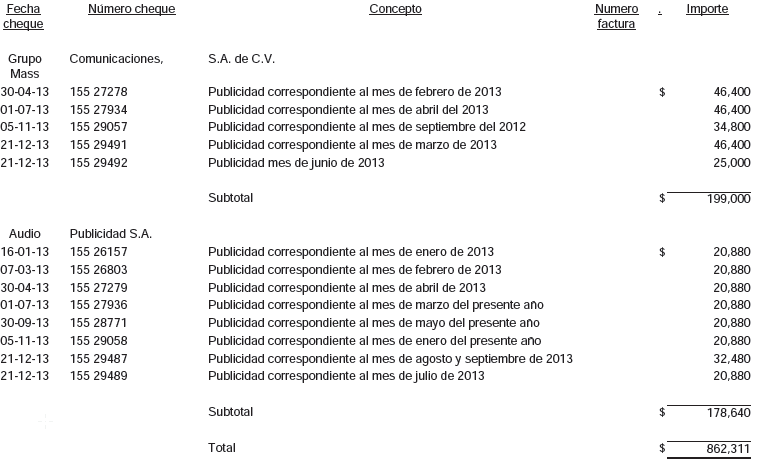 Fecha cheque Número cheque Concepto Numero factura . Importe
Grupo Mass Comunicaciones, S.A. de C.V.
30-04-13 155 27278 Publicidad correspondiente al mes de febrero de 2013 $ 46,400
01-07-13 155 27934 Publicidad correspondiente al mes de abril del 2013 46,400
05-11-13 155 29057 Publicidad correspondiente al mes de septiembre del 2012 34,800
21-12-13 155 29491 Publicidad correspondiente al mes de marzo de 2013 46,400
21-12-13 155 29492 Publicidad mes de junio de 2013 25,000
Subtotal $ 199,000
Audio Publicidad S.A.
16-01-13 155 26157 Publicidad correspondiente al mes de enero de 2013 $ 20,880
07-03-13 155 26803 Publicidad correspondiente al mes de febrero de 2013 20,880
30-04-13 155 27279 Publicidad correspondiente al mes de abril de 2013 20,880
01-07-13 155 27936 Publicidad correspondiente al mes de marzo del presente año 20,880
30-09-13 155 28771 Publicidad correspondiente al mes de mayo del presente año 20,880
05-11-13 155 29058 Publicidad correspondiente al mes de enero del presente año 20,880
21-12-13 155 29487 Publicidad correspondiente al mes de agosto y septiembre de 2013 32,480
21-12-13 155 29489 Publicidad correspondiente al mes de julio de 2013 20,880
Subtotal $ 178,640
Total $ 862,311